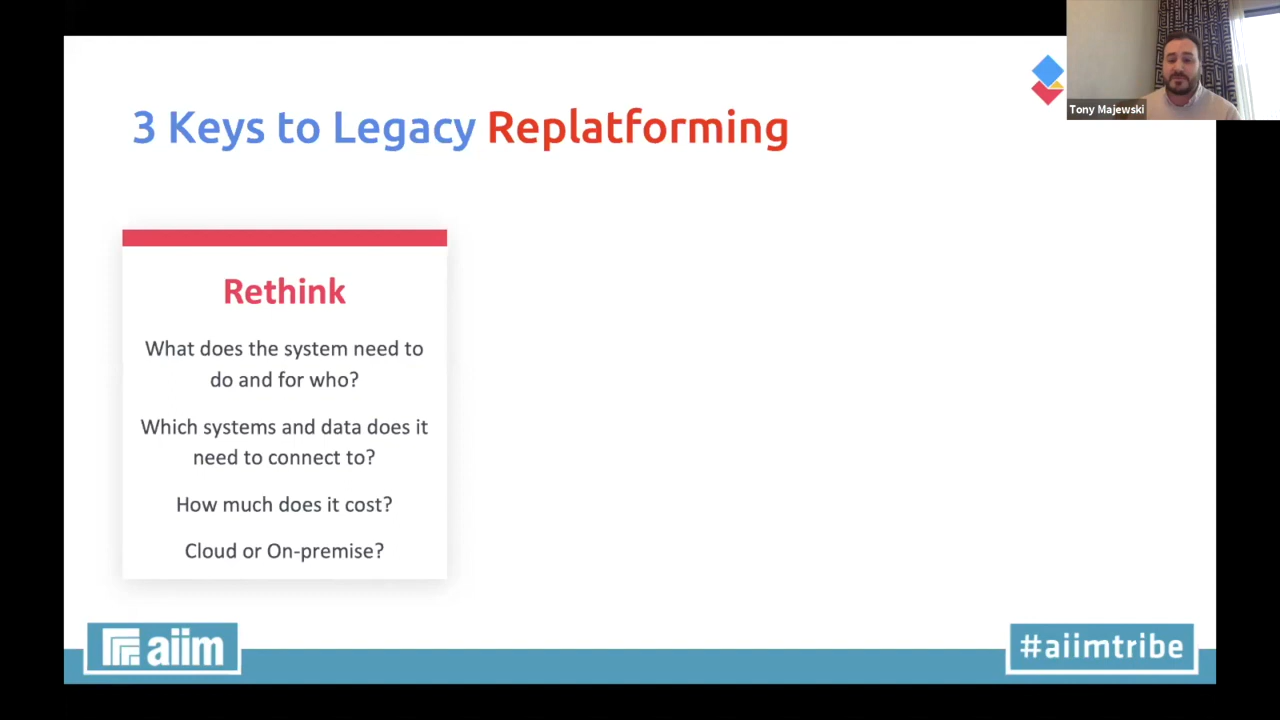 Tony Majewski
3 Keys to Legacy Replatforming
Rethink
What does the system need to
do and for who?
Which systems and data does it
need to connect to?
How much does it cost?
Cloud or On-premise?
aiim
#aiimtribe